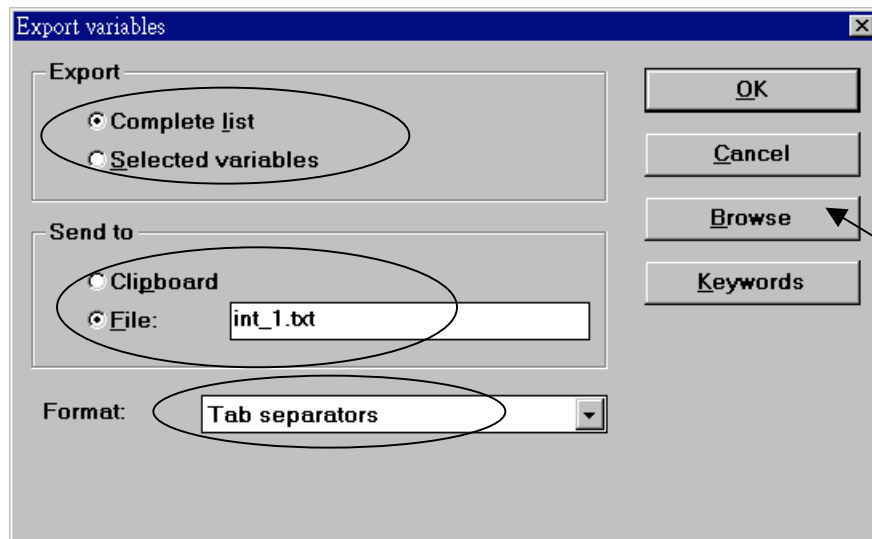 Export variables
Export
Complete list
Selected variables
Send to
Clipboard
File: int_1.txt
Format: Tab separators
OK
Cancel
Browse
Keywords